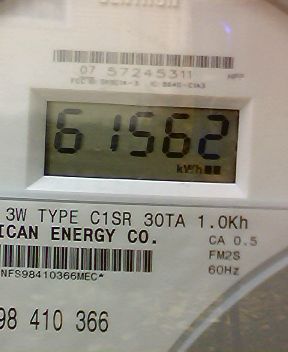 07 57245311
61562
kWh
3W TYPE C1SR 30TA 1.0Kh
ICAN ENERGY CO.
CA 0.5
FM2S
60Hz
NFS98410366MEC*
98 410 366